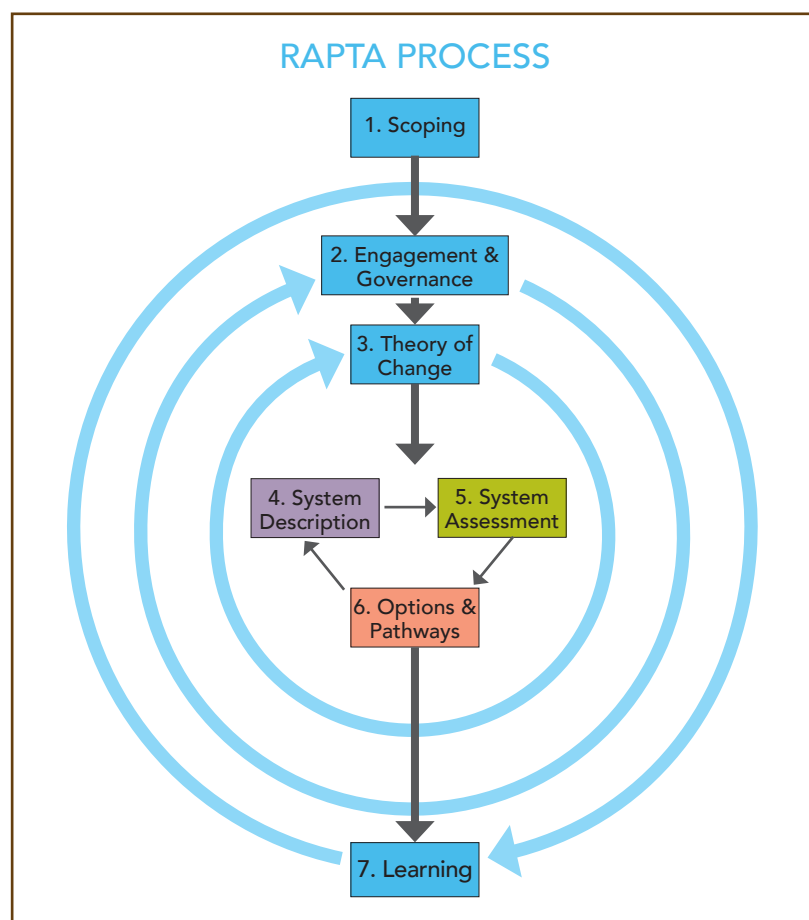 RAPTA PROCESS
1. Scoping
2. Engagement &
Governance
3. Theory of
Change
4. System
Description
5. System
Assessment
6. Options &
Pathways
7. Learning